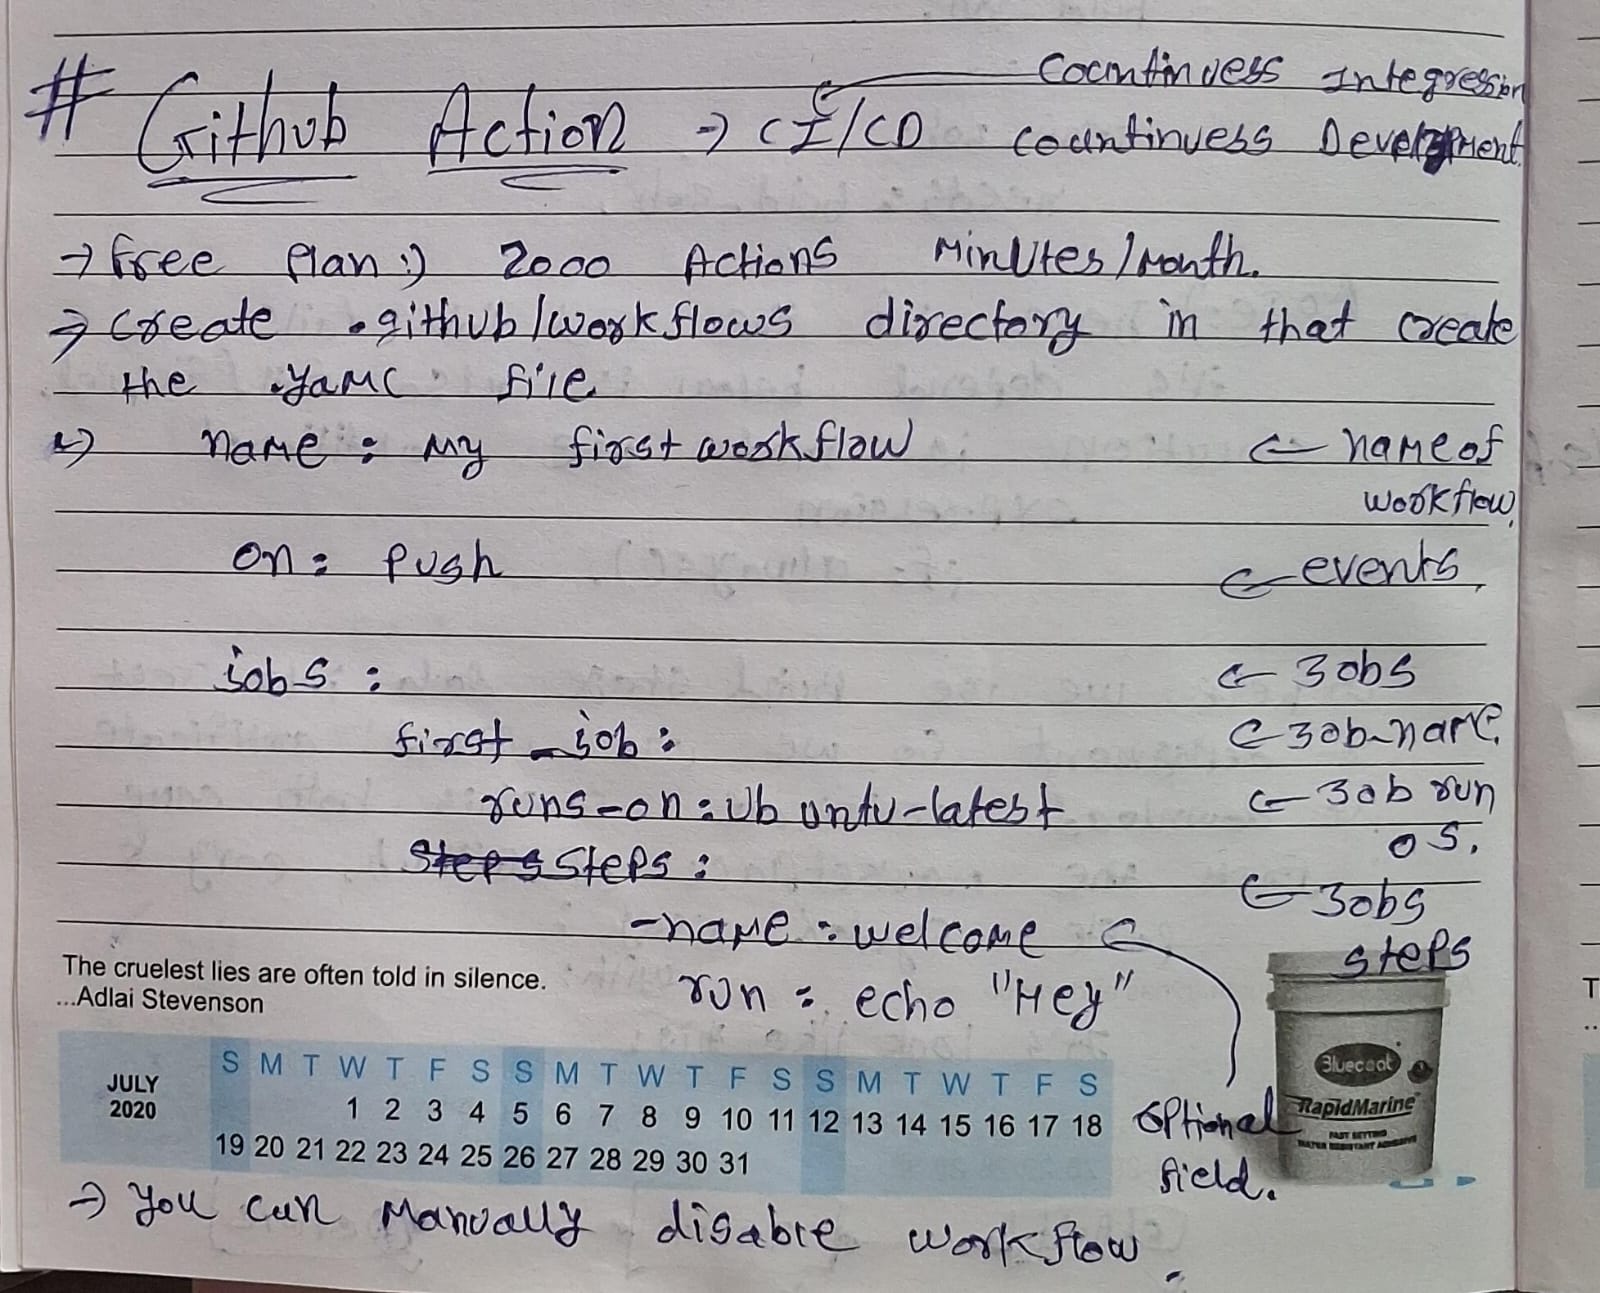 Cocntinuess Integression
# Github Action → CI/CD countinuess Development
→ free Plan :) 2000 Actions Minutes/Month.
→ create .github/workflows directory in that create
the .yaml file
→ name : my first workflow ← name of
workflow.
on : push ← events.
jobs : ← Jobs
first_job : ← Job-name.
runs-on : ubuntu-latest ← Job run
OS.
Steps Steps : ← Jobs
steps
- name : welcome
run : echo "Hey"
optional
field.
The cruelest lies are often told in silence.
...Adlai Stevenson
JULY
2020
S M T W T F S S M T W T F S S M T W T F S
1 2 3 4 5 6 7 8 9 10 11 12 13 14 15 16 17 18
19 20 21 22 23 24 25 26 27 28 29 30 31
Bluecoat
RapidMarine
FAST SETTING
WATER RESISTANT ADHESIVE
→ You can Manually disable workflow.